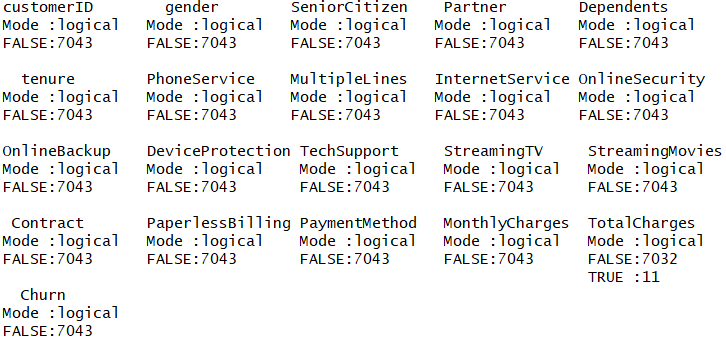 customerID gender SeniorCitizen Partner Dependents
Mode :logical Mode :logical Mode :logical Mode :logical Mode :logical
FALSE:7043 FALSE:7043 FALSE:7043 FALSE:7043 FALSE:7043
tenure PhoneService MultipleLines InternetService OnlineSecurity
Mode :logical Mode :logical Mode :logical Mode :logical Mode :logical
FALSE:7043 FALSE:7043 FALSE:7043 FALSE:7043 FALSE:7043
OnlineBackup DeviceProtection TechSupport StreamingTV StreamingMovies
Mode :logical Mode :logical Mode :logical Mode :logical Mode :logical
FALSE:7043 FALSE:7043 FALSE:7043 FALSE:7043 FALSE:7043
Contract PaperlessBilling PaymentMethod MonthlyCharges TotalCharges
Mode :logical Mode :logical Mode :logical Mode :logical Mode :logical
FALSE:7043 FALSE:7043 FALSE:7043 FALSE:7043 FALSE:7032
TRUE :11
Churn
Mode :logical
FALSE:7043